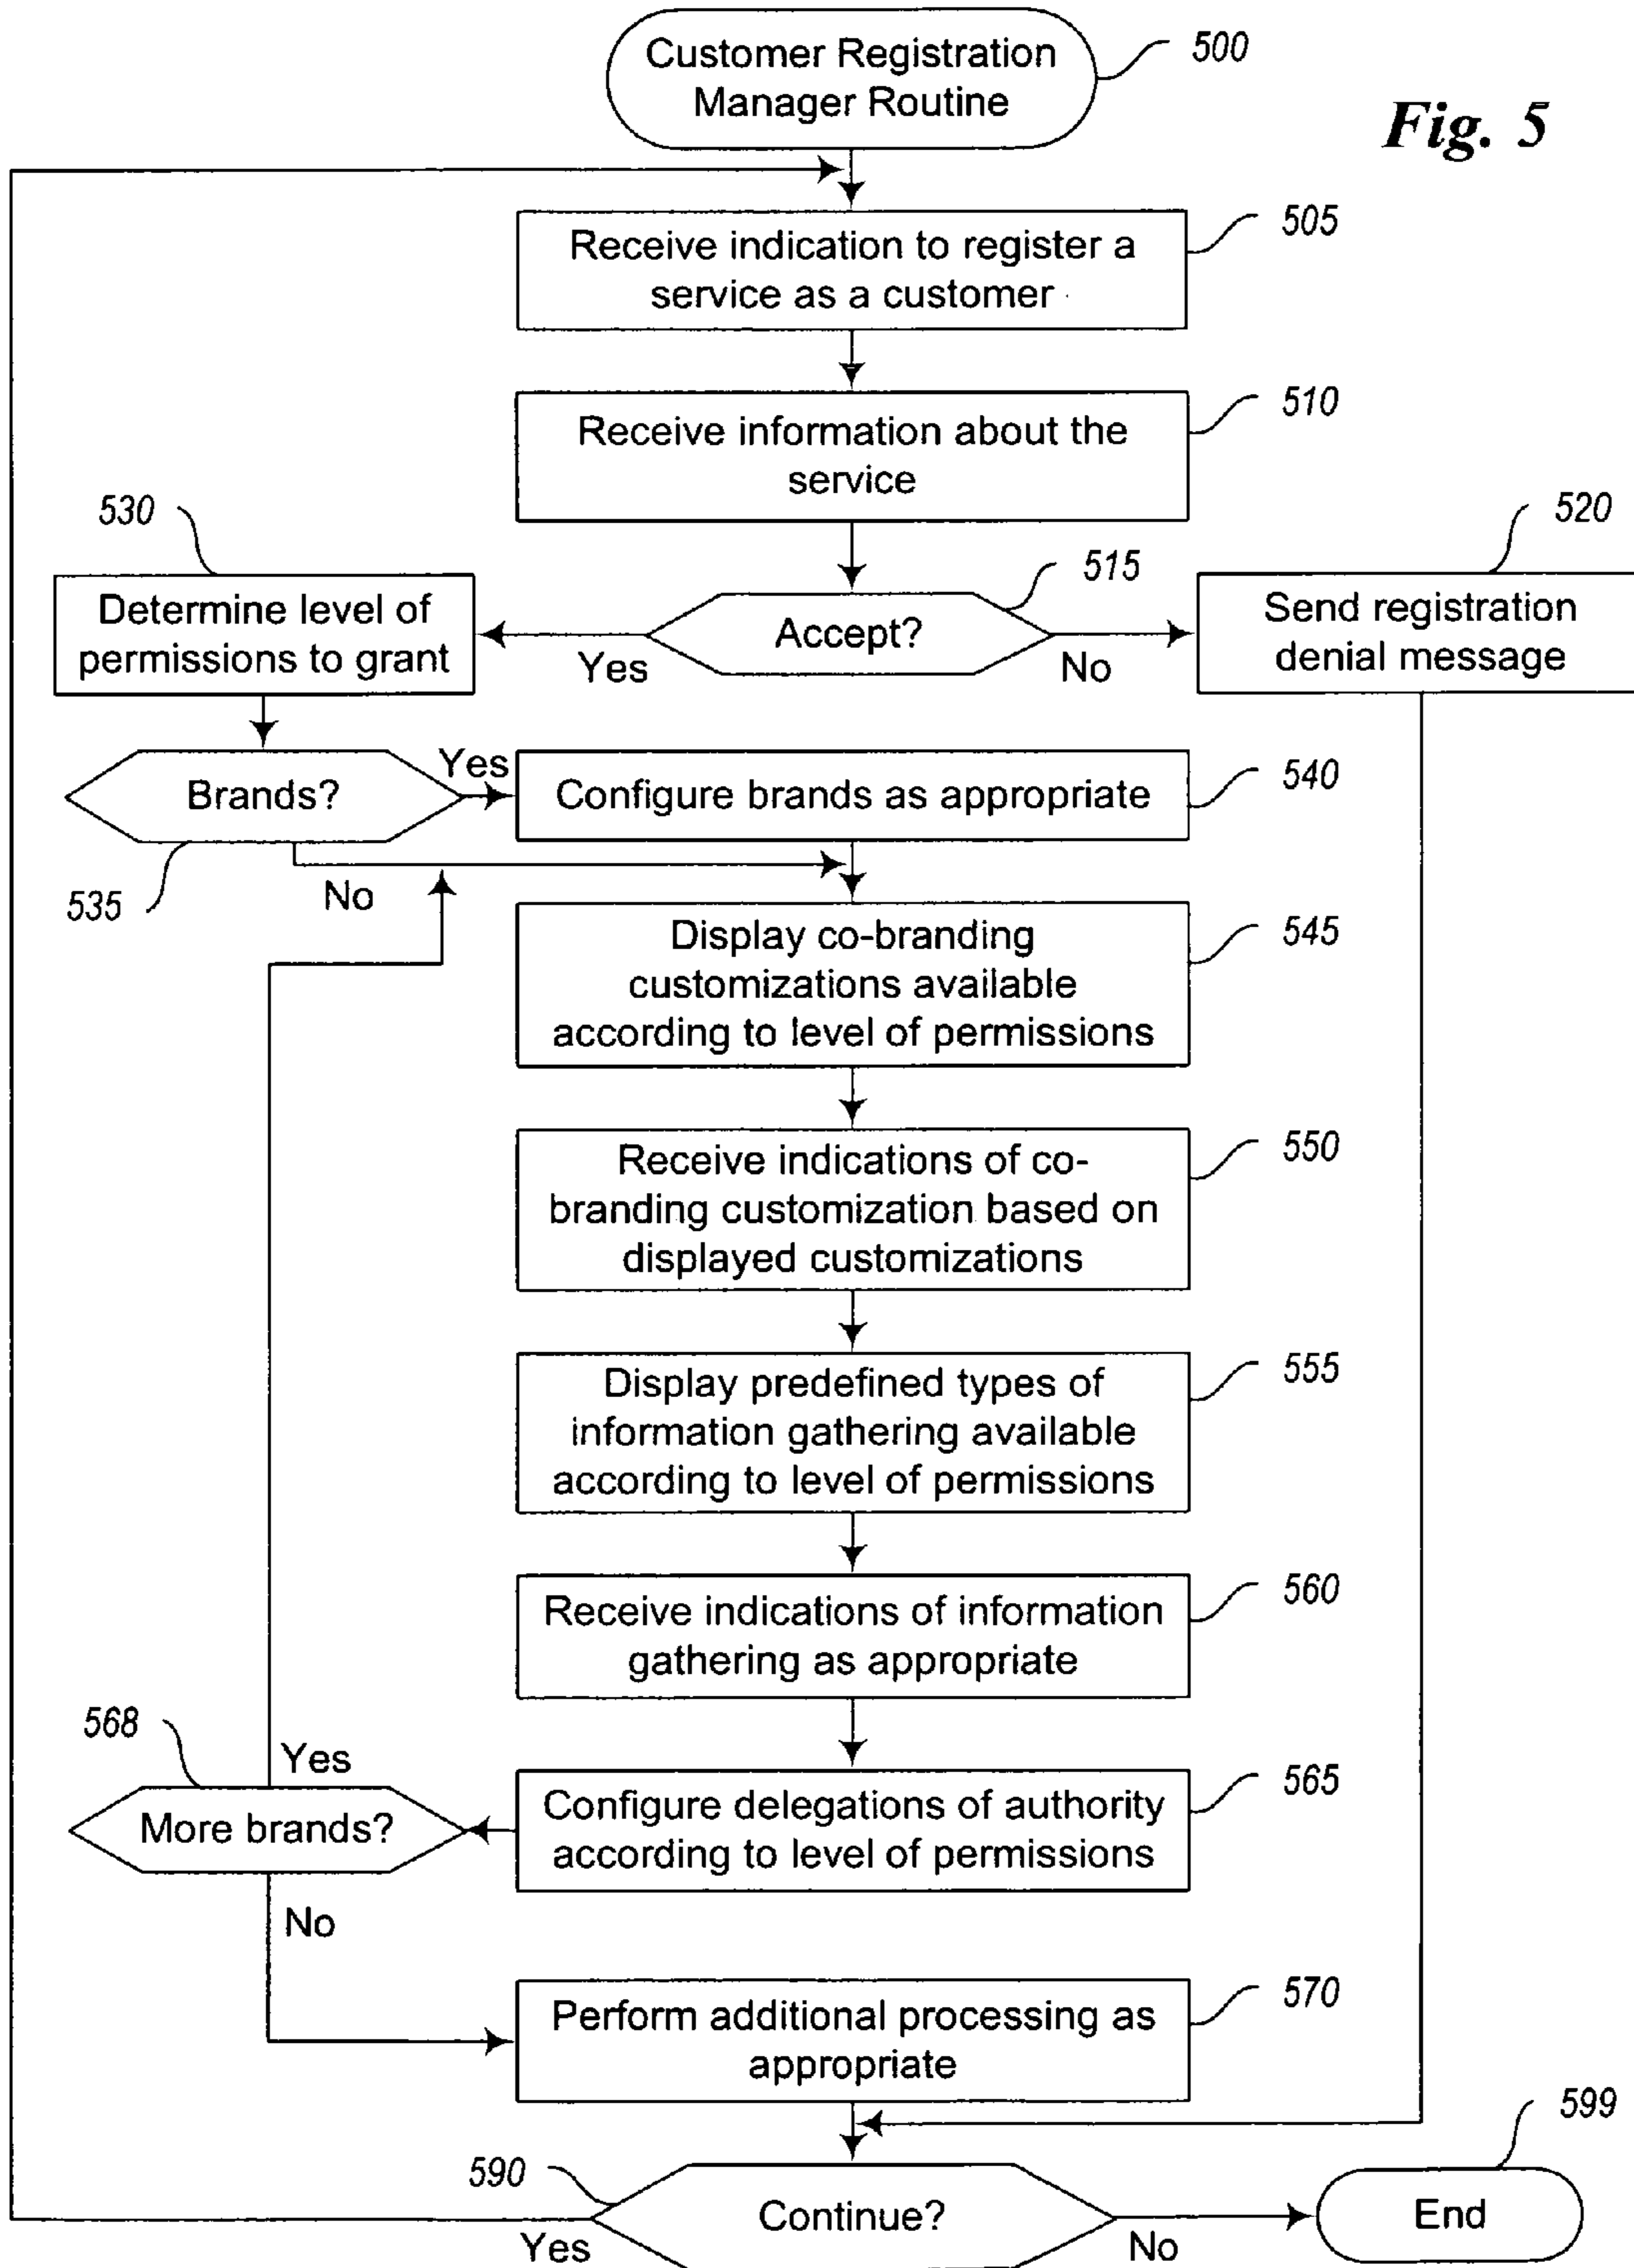 Customer Registration
Manager Routine
500
Fig. 5
505
Receive indication to register a
service as a customer
510
Receive information about the
service
530
520
515
Determine level of
permissions to grant
Accept?
Yes
No
Send registration
denial message
Brands?
Yes
Configure brands as appropriate
540
535
No
545
Display co-branding
customizations available
according to level of permissions
550
Receive indications of co-
branding customization based on
displayed customizations
555
Display predefined types of
information gathering available
according to level of permissions
560
Receive indications of information
gathering as appropriate
568
Yes
565
More brands?
Configure delegations of authority
according to level of permissions
No
570
Perform additional processing as
appropriate
599
590
Continue?
End
Yes
No